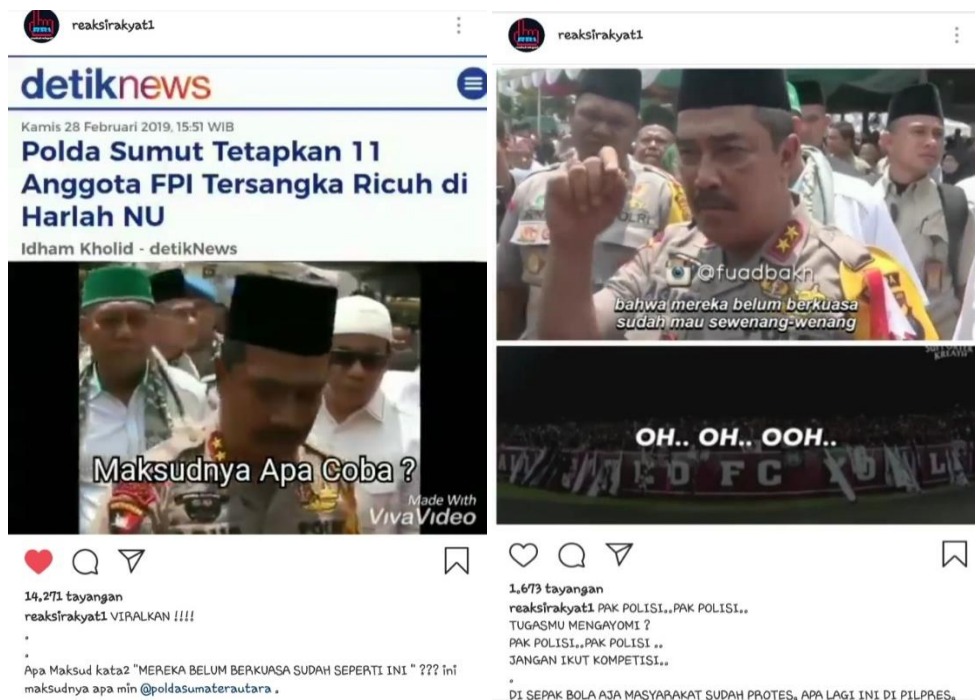 reaksirakyat1
detiknews
Kamis 28 Februari 2019, 15:51 WIB
Polda Sumut Tetapkan 11
Anggota FPI Tersangka Ricuh di
Harlah NU
Idham Kholid - detikNews
Maksudnya Apa Coba ?
Made With
VivaVideo
14,271 tayangan
reaksirakyat1 VIRALKAN !!!!
.
.
Apa Maksud kata2 "MEREKA BELUM BERKUASA SUDAH SEPERTI INI " ??? ini
maksudnya apa min @poldasumaterautara .
reaksirakyat1
POLRI
@fuadbakh
bahwa mereka belum berkuasa
sudah mau sewenang-wenang
KREATIF
OH.. OH.. OOH..
FC
1,673 tayangan
reaksirakyat1 PAK POLISI,,PAK POLISI,,
TUGASMU MENGAYOMI ?
PAK POLISI,,PAK POLISI ,,
JANGAN IKUT KOMPETISI,,
.
DI SEPAK BOLA AJA MASYARAKAT SUDAH PROTES, APA LAGI INI DI PILPRES,